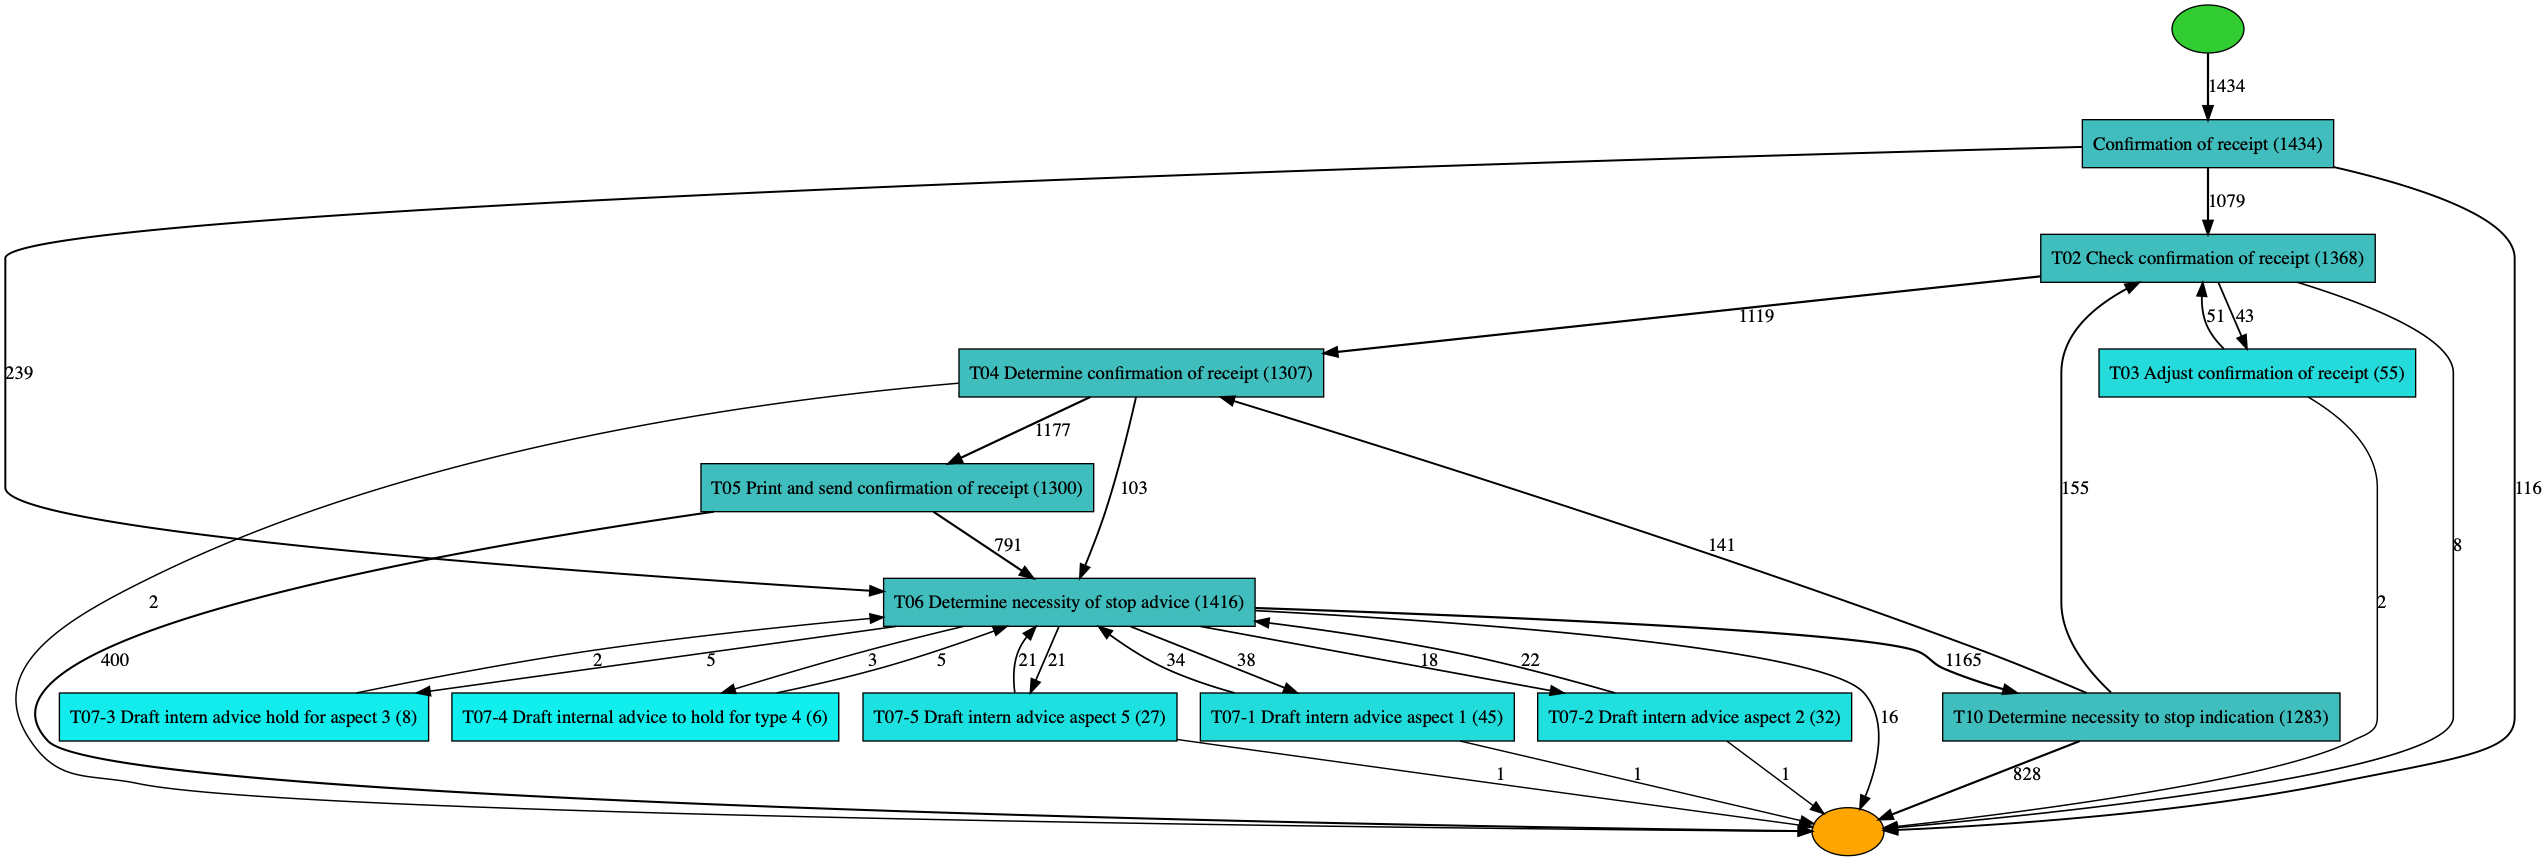 1434
Confirmation of receipt (1434)
1079
T02 Check confirmation of receipt (1368)
1119
51
43
239
T04 Determine confirmation of receipt (1307)
T03 Adjust confirmation of receipt (55)
1177
T05 Print and send confirmation of receipt (1300)
103
155
116
791
141
8
2
T06 Determine necessity of stop advice (1416)
2
400
2
5
3
5
21
21
34
38
18
22
1165
T07-3 Draft intern advice hold for aspect 3 (8)
T07-4 Draft internal advice to hold for type 4 (6)
T07-5 Draft intern advice aspect 5 (27)
T07-1 Draft intern advice aspect 1 (45)
T07-2 Draft intern advice aspect 2 (32)
16
T10 Determine necessity to stop indication (1283)
1
1
1
828